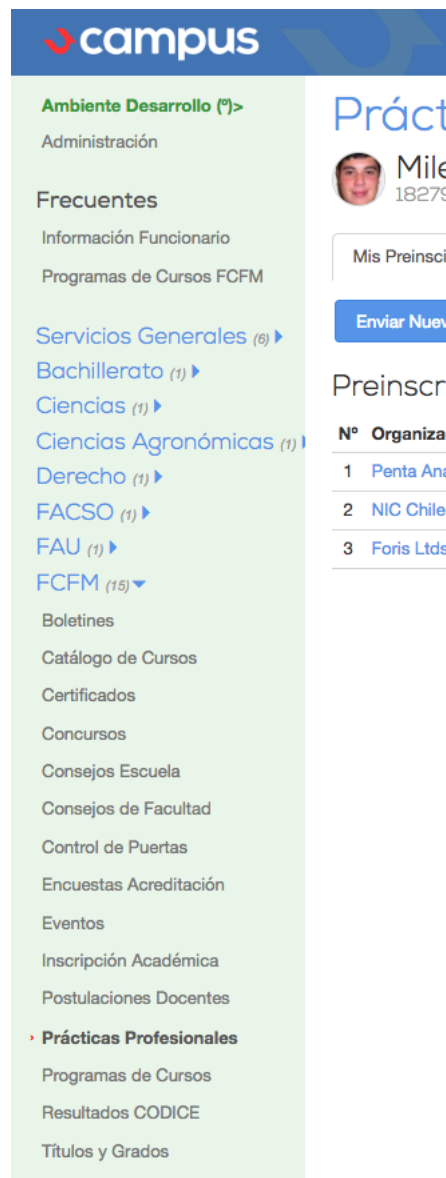 campus
Ambiente Desarrollo (º)>
Administración
Frecuentes
Información Funcionario
Programas de Cursos FCFM
Servicios Generales (6)
Bachillerato (1)
Ciencias (1)
Ciencias Agronómicas (1)
Derecho (1)
FACSO (1)
FAU (1)
FCFM (15)
Boletines
Catálogo de Cursos
Certificados
Concursos
Consejos Escuela
Consejos de Facultad
Control de Puertas
Encuestas Acreditación
Eventos
Inscripción Académica
Postulaciones Docentes
Prácticas Profesionales
Programas de Cursos
Resultados CODICE
Títulos y Grados
Práct
Mile
18279
Mis Preinsci
Enviar Nuev
Preinscr
Nº Organiza
1 Penta Ana
2 NIC Chile
3 Foris Ltds